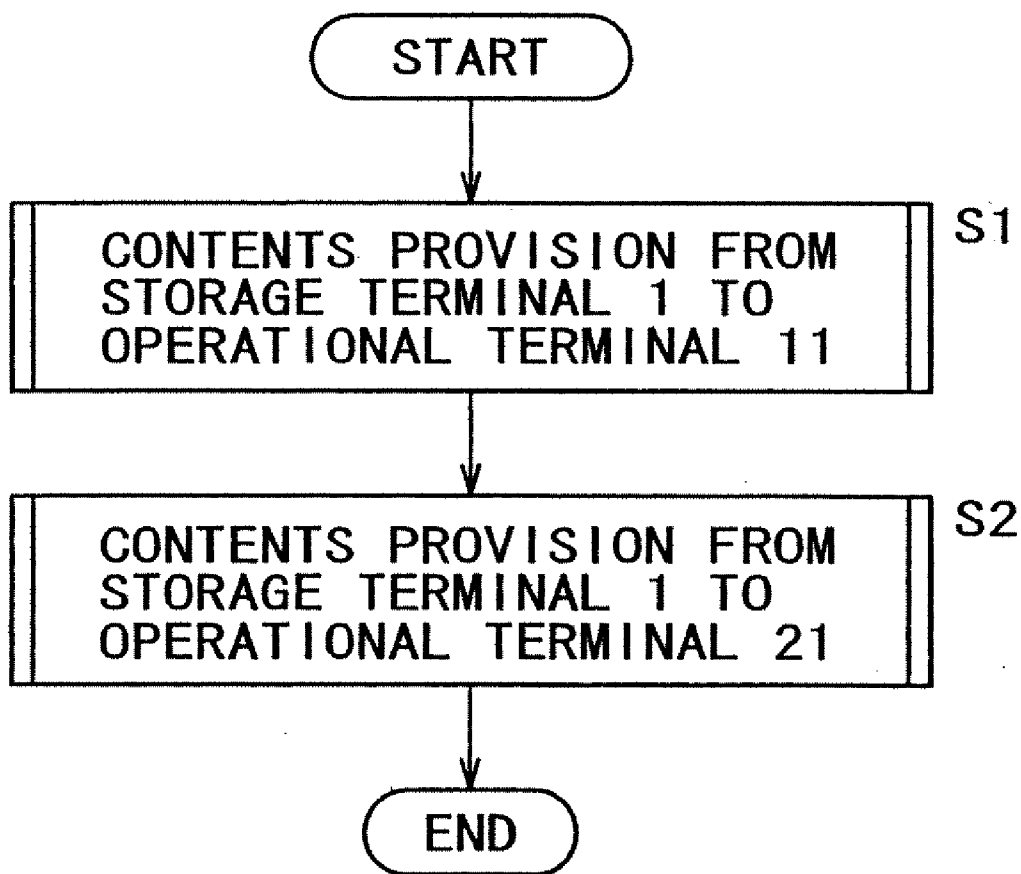 START
S1
CONTENTS PROVISION FROM
STORAGE TERMINAL 1 TO
OPERATIONAL TERMINAL 11
S2
CONTENTS PROVISION FROM
STORAGE TERMINAL 1 TO
OPERATIONAL TERMINAL 21
END